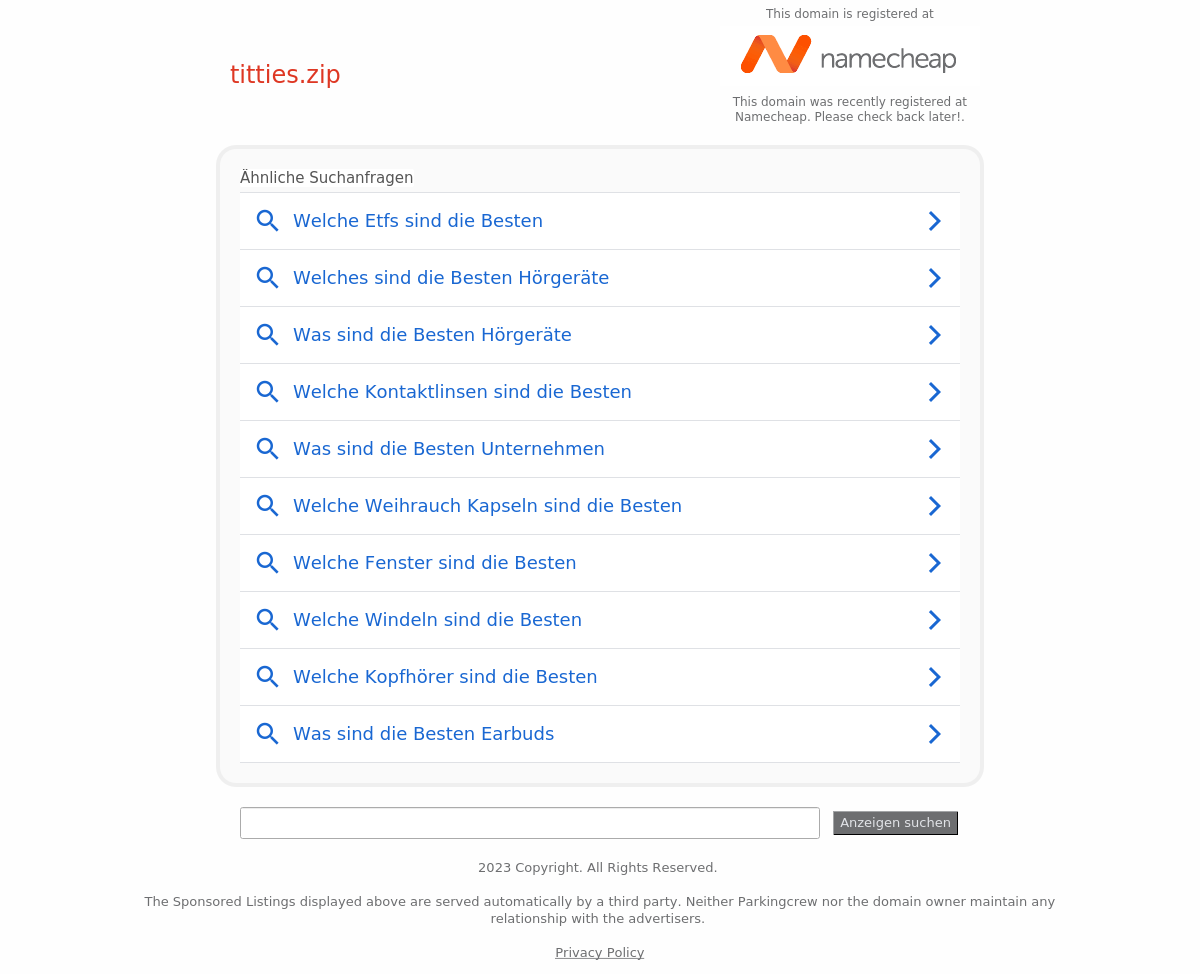 This domain is registered at
namecheap
titties.zip
This domain was recently registered at
Namecheap. Please check back later!.
Ähnliche Suchanfragen
Welche Etfs sind die Besten
Welches sind die Besten Hörgeräte
Was sind die Besten Hörgeräte
Welche Kontaktlinsen sind die Besten
Was sind die Besten Unternehmen
Welche Weihrauch Kapseln sind die Besten
Welche Fenster sind die Besten
Welche Windeln sind die Besten
Welche Kopfhörer sind die Besten
Was sind die Besten Earbuds
Anzeigen suchen
2023 Copyright. All Rights Reserved.
The Sponsored Listings displayed above are served automatically by a third party. Neither Parkingcrew nor the domain owner maintain any
relationship with the advertisers.
Privacy Policy